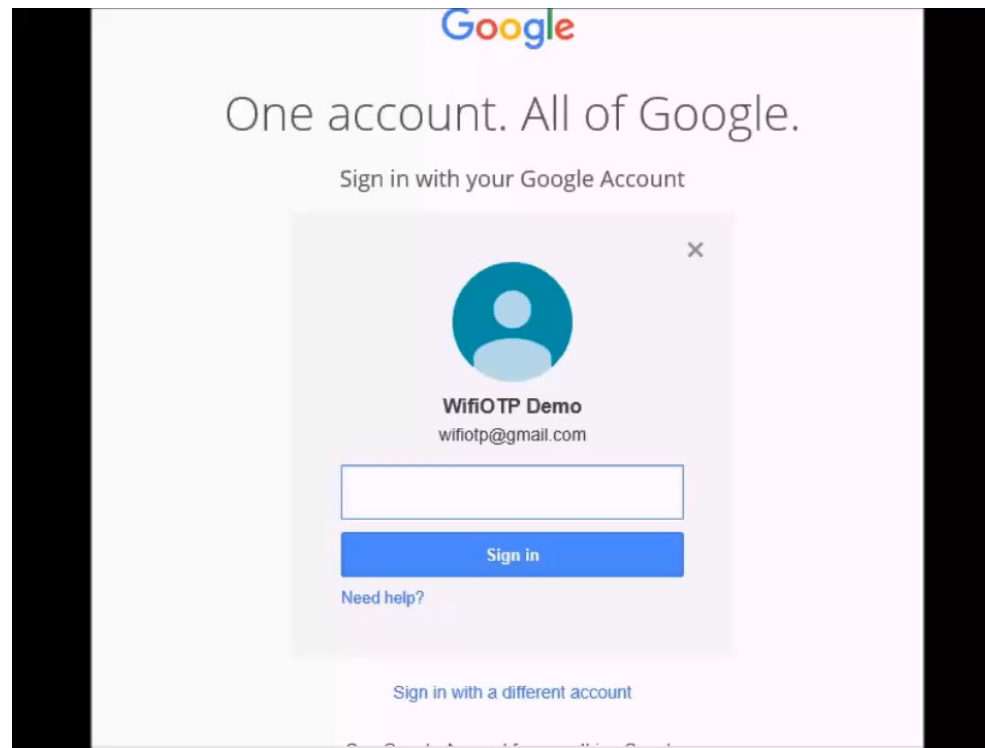 Google
One account. All of Google.
Sign in with your Google Account
WifiOTP Demo
wifiotp@gmail.com
Sign in
Need help?
Sign in with a different account